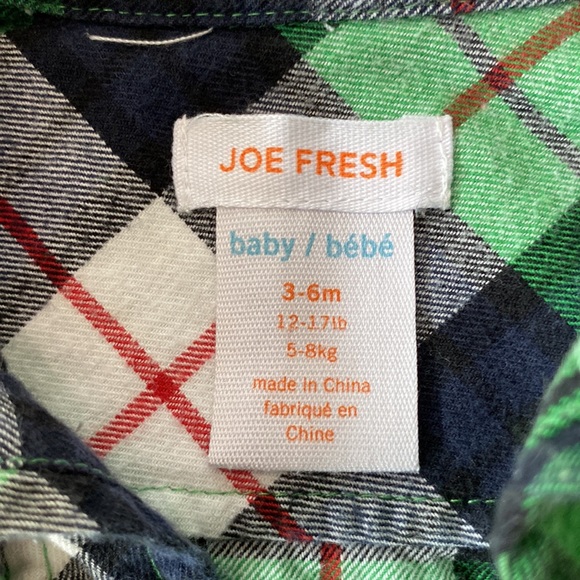 JOE FRESH
baby / bébé
3-6m
12-17lb
5-8kg
made in China
fabriqué en
Chine